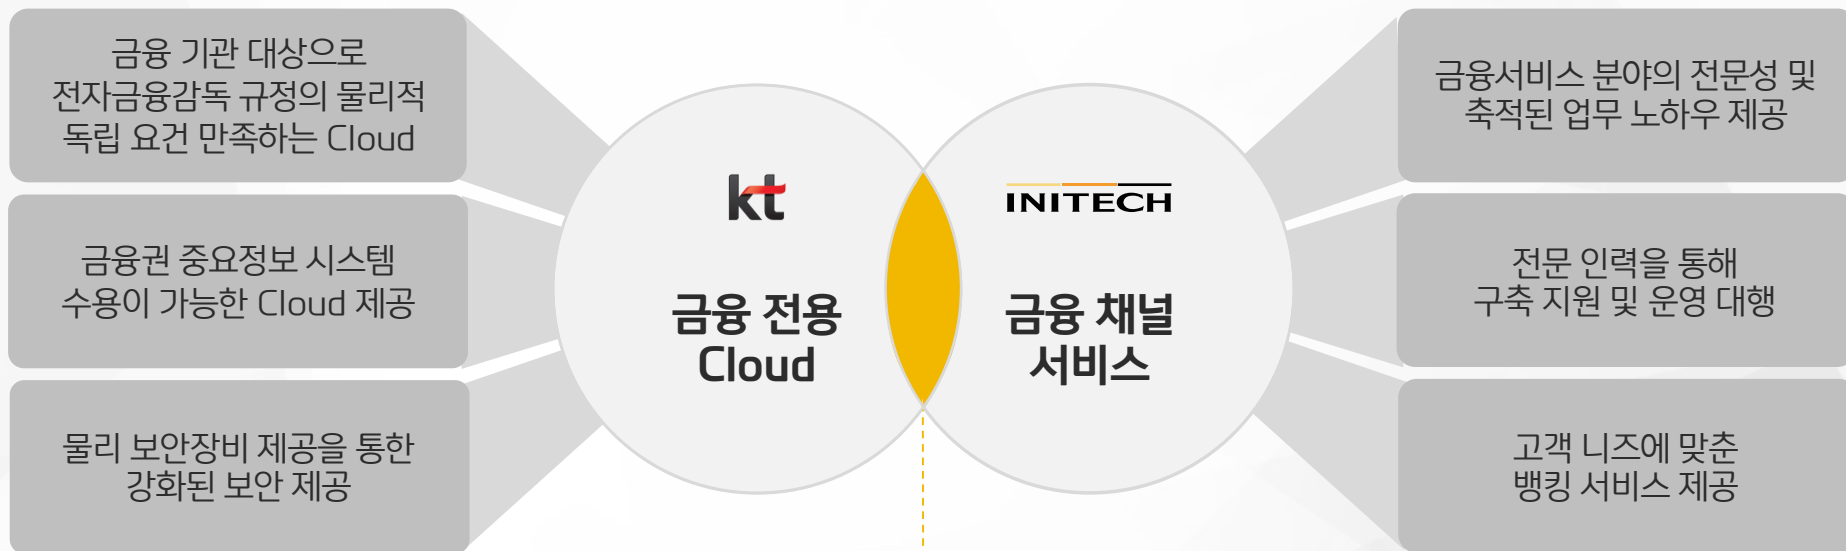 금융 기관 대상으로
전자금융감독 규정의 물리적
독립 요건 만족하는 Cloud
금융권 중요정보 시스템
수용이 가능한 Cloud 제공
물리 보안장비 제공을 통한
강화된 보안 제공
kt
금융 전용
Cloud
INITECH
금융 채널
서비스
금융서비스 분야의 전문성 및
축적된 업무 노하우 제공
전문 인력을 통해
구축 지원 및 운영 대행
고객 니즈에 맞춘
뱅킹 서비스 제공